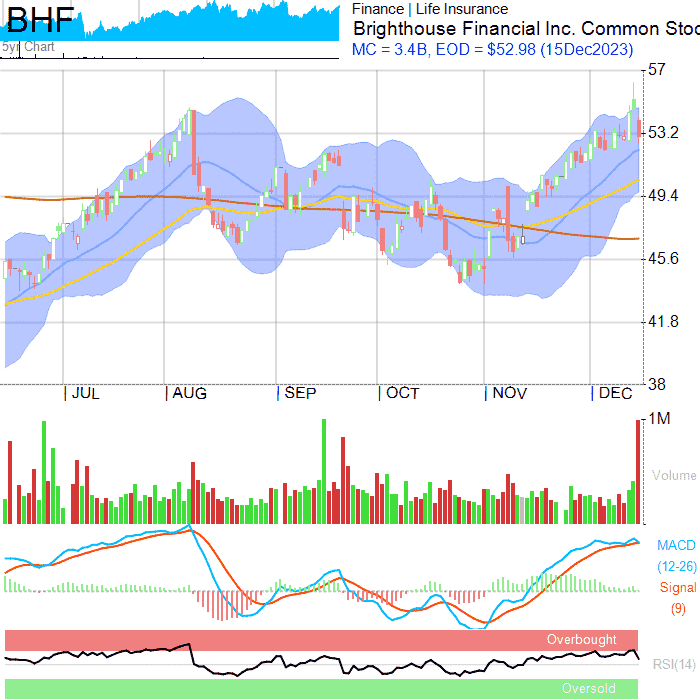 BHF
5yr Chart
Finance | Life Insurance
Brighthouse Financial Inc. Common Stoc
MC = 3.4B, EOD = $52.98 (15Dec2023)
57
53.2
49.4
45.6
41.8
38
JUL AUG SEP OCT NOV DEC
1M
Volume
MACD
(12-26)
Signal
(9)
Overbought
RSI(14)
Oversold